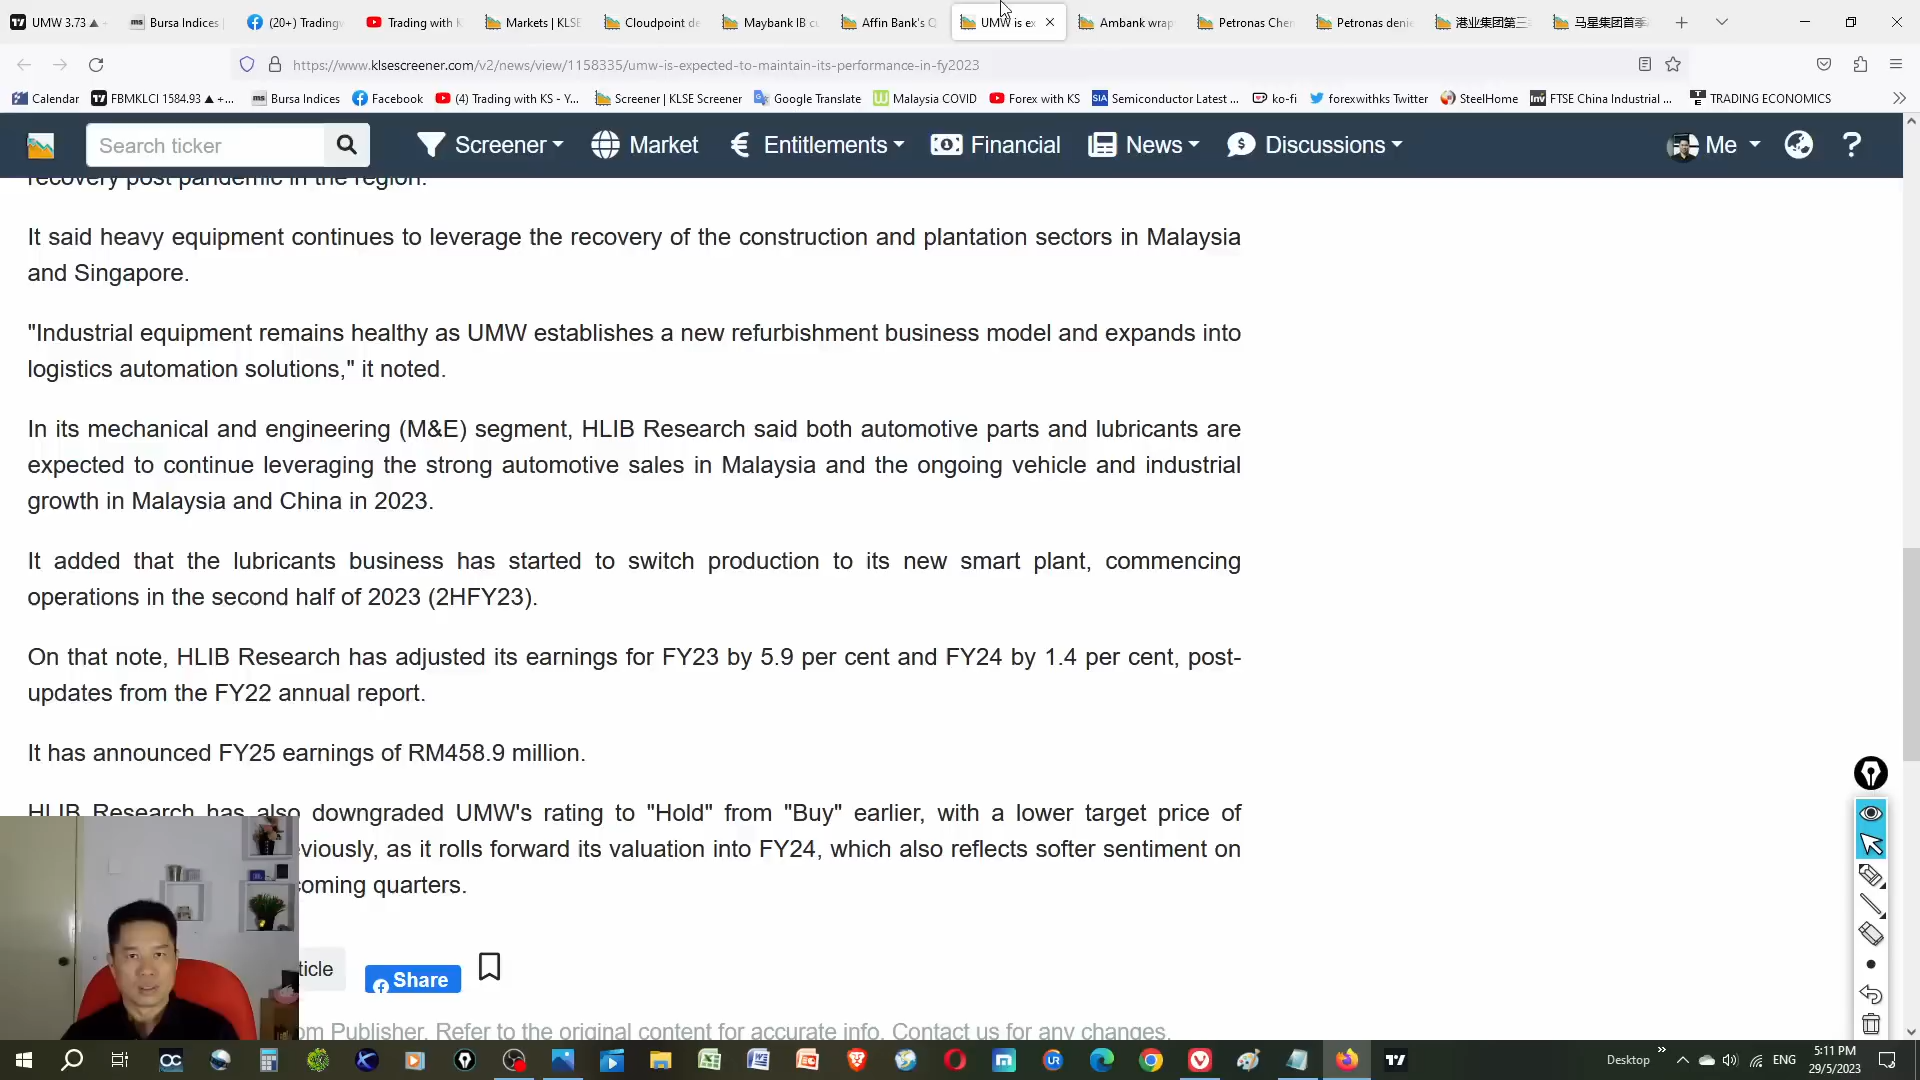 UMW 3.73 ▲
Bursa Indices
(20+) Trading
Trading with K
Markets | KLSE
Cloudpoint de
Maybank IB cu
Affin Bank's Q
UMW is ex
Ambank wrap
Petronas Chem
Petronas denie
港业集团第三
马星集团首季
https://www.klsescreener.com/v2/news/view/1158335/umw-is-expected-to-maintain-its-performance-in-fy2023
Calendar
FBMKLCI 1584.93 ▲ +...
Bursa Indices
Facebook
(4) Trading with KS - Y...
Screener | KLSE Screener
Google Translate
Malaysia COVID
Forex with KS
Semiconductor Latest ...
ko-fi
forexwithks Twitter
SteelHome
FTSE China Industrial ...
TRADING ECONOMICS
Search ticker
Screener
Market
Entitlements
Financial
News
Discussions
Me
?
recovery post pandemic in the region.
It said heavy equipment continues to leverage the recovery of the construction and plantation sectors in Malaysia
and Singapore.
"Industrial equipment remains healthy as UMW establishes a new refurbishment business model and expands into
logistics automation solutions," it noted.
In its mechanical and engineering (M&E) segment, HLIB Research said both automotive parts and lubricants are
expected to continue leveraging the strong automotive sales in Malaysia and the ongoing vehicle and industrial
growth in Malaysia and China in 2023.
It added that the lubricants business has started to switch production to its new smart plant, commencing
operations in the second half of 2023 (2HFY23).
On that note, HLIB Research has adjusted its earnings for FY23 by 5.9 per cent and FY24 by 1.4 per cent, post-
updates from the FY22 annual report.
It has announced FY25 earnings of RM458.9 million.
HLIB Research has also downgraded UMW's rating to "Hold" from "Buy" earlier, with a lower target price of
viously, as it rolls forward its valuation into FY24, which also reflects softer sentiment on
coming quarters.
ticle
Share
om Publisher. Refer to the original content for accurate info. Contact us for any changes.
Desktop
ENG
5:11 PM
29/5/2023